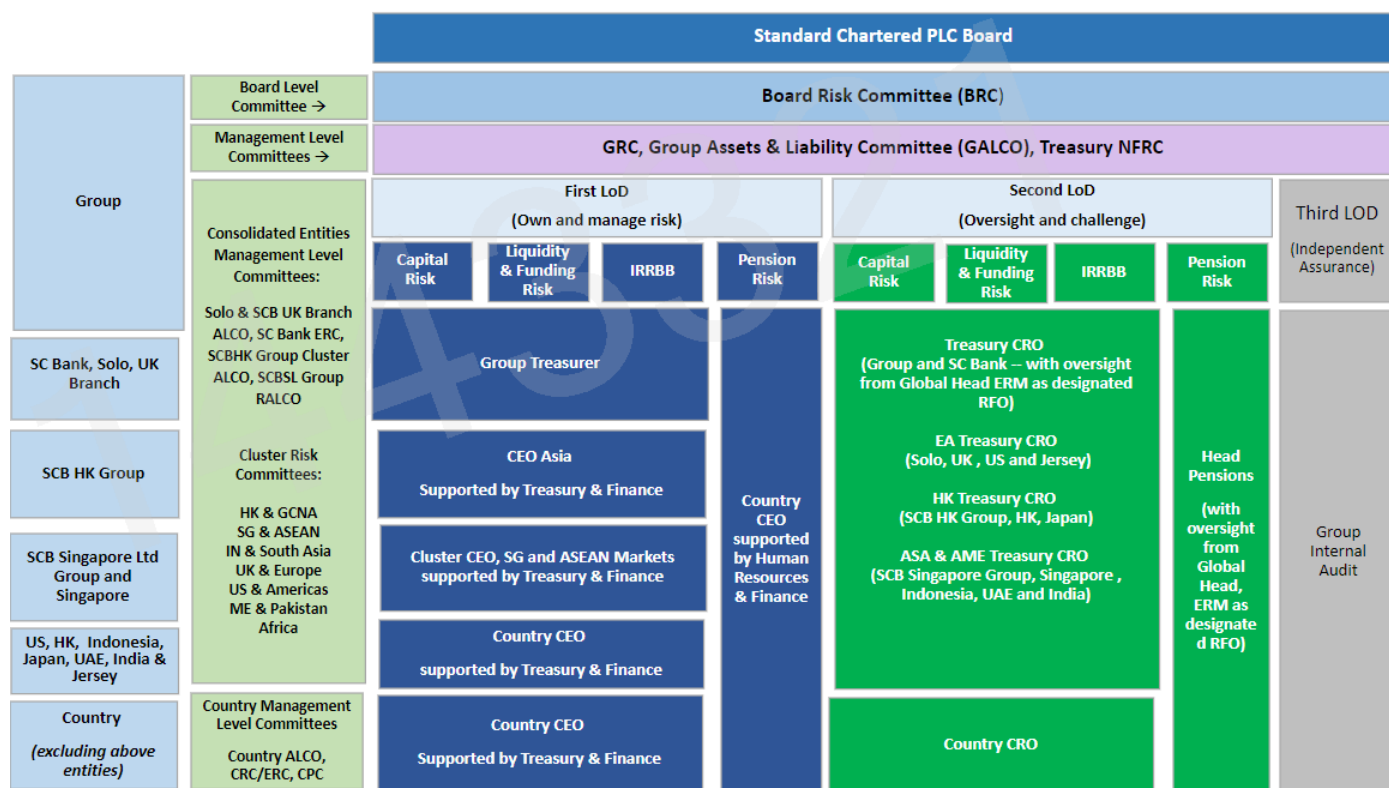 Standard Chartered PLC Board
Board Level
Committee →
Board Risk Committee (BRC)
Management Level
Committees →
GRC, Group Assets & Liability Committee (GALCO), Treasury NFRC
Group
Consolidated Entities
Management Level
Committees:
Solo & SCB UK Branch
ALCO, SC Bank ERC,
SCBHK Group Cluster
ALCO, SCBSL Group
RALCO
Cluster Risk
Committees:
HK & GCNA
SG & ASEAN
IN & South Asia
UK & Europe
US & Americas
ME & Pakistan
Africa
First LoD
(Own and manage risk)
Second LoD
(Oversight and challenge)
Third LOD
(Independent
Assurance)
Capital
Risk
Liquidity
& Funding
Risk
IRRBB
Pension
Risk
Capital
Risk
Liquidity
& Funding
Risk
IRRBB
Pension
Risk
SC Bank, Solo, UK
Branch
Group Treasurer
Treasury CRO
(Group and SC Bank -- with oversight
from Global Head ERM as designated
RFO)
EA Treasury CRO
(Solo, UK , US and Jersey)
HK Treasury CRO
(SCB HK Group, HK, Japan)
ASA & AME Treasury CRO
(SCB Singapore Group, Singapore ,
Indonesia, UAE and India)
SCB HK Group
CEO Asia
Supported by Treasury & Finance
Country
CEO
supported
by Human
Resources
& Finance
Head
Pensions
(with
oversight
from
Global
Head,
ERM as
designate
d RFO)
Group
Internal
Audit
SCB Singapore Ltd
Group and
Singapore
Cluster CEO, SG and ASEAN Markets
supported by Treasury & Finance
US, HK, Indonesia,
Japan, UAE, India &
Jersey
Country CEO
supported by Treasury & Finance
Country
(excluding above
entities)
Country Management
Level Committees
Country ALCO,
CRC/ERC, CPC
Country CEO
Supported by Treasury & Finance
Country CRO